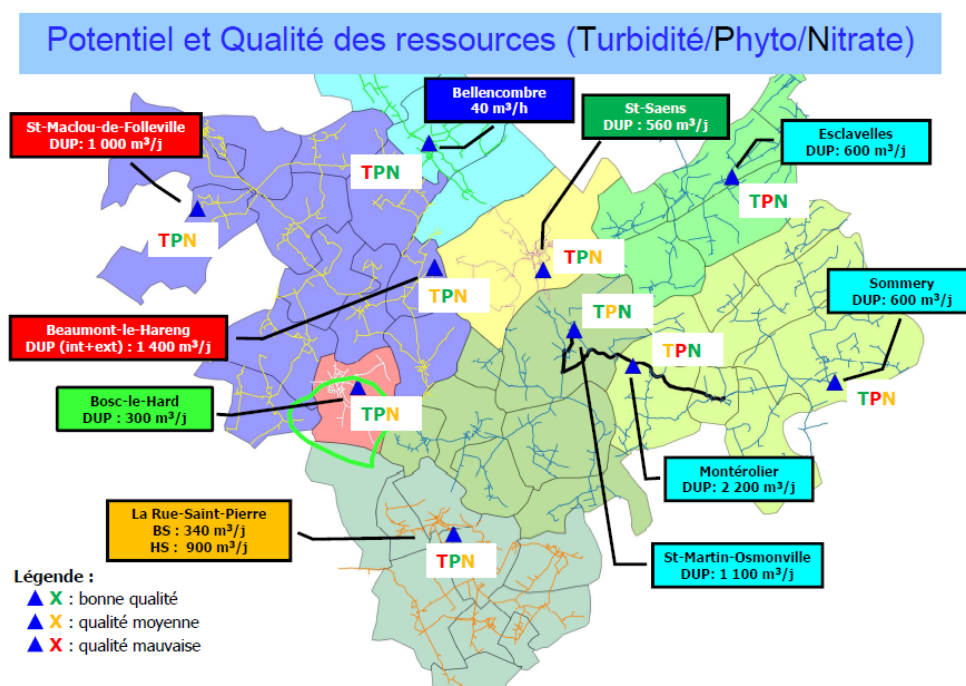 Potentiel et Qualité des ressources (Turbidité/Phyto/Nitrate)
Bellencombre
40 m³/h
St-Saens
DUP : 560 m³/j
St-Maclou-de-Folleville
DUP: 1 000 m³/j
Esclavelles
DUP: 600 m³/j
TPN
TPN
TPN
TPN
Sommery
DUP: 600 m³/j
TPN
TPN
Beaumont-le-Hareng
DUP (int+ext) : 1 400 m³/j
TPN
TPN
Bosc-le-Hard
DUP : 300 m³/j
TPN
Montérolier
DUP: 2 200 m³/j
La Rue-Saint-Pierre
BS : 340 m³/j
HS : 900 m³/j
TPN
St-Martin-Osmonville
DUP: 1 100 m³/j
Légende :
X : bonne qualité
X : qualité moyenne
X : qualité mauvaise